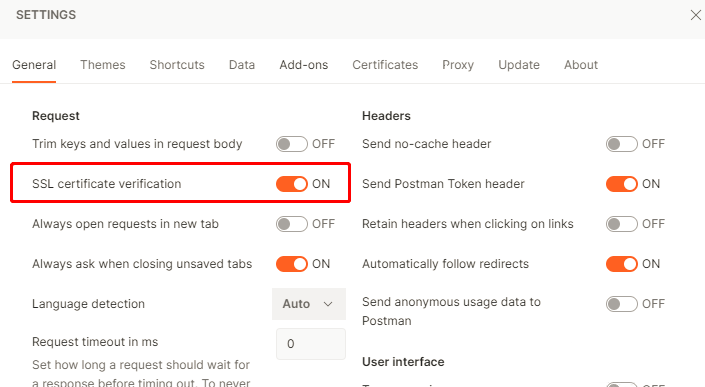 SETTINGS
General Themes Shortcuts Data Add-ons Certificates Proxy Update About
Request
Trim keys and values in request body OFF
SSL certificate verification ON
Always open requests in new tab OFF
Always ask when closing unsaved tabs ON
Language detection Auto
Request timeout in ms 0
Set how long a request should wait for
a response before timing out. To never
Headers
Send no-cache header OFF
Send Postman Token header ON
Retain headers when clicking on links OFF
Automatically follow redirects ON
Send anonymous usage data to OFF
Postman
User interface